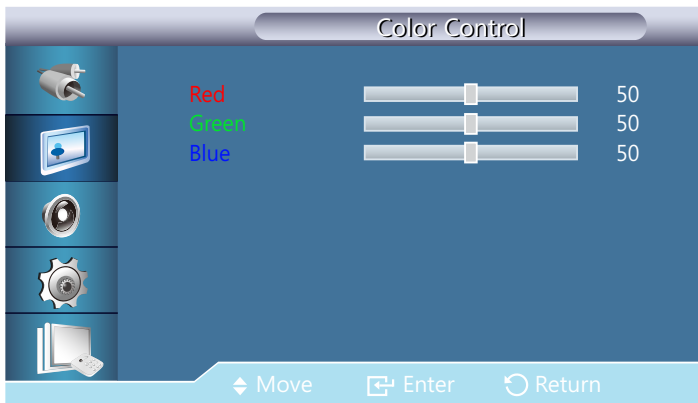 Color Control
Red 50
Green 50
Blue 50
Move Enter Return